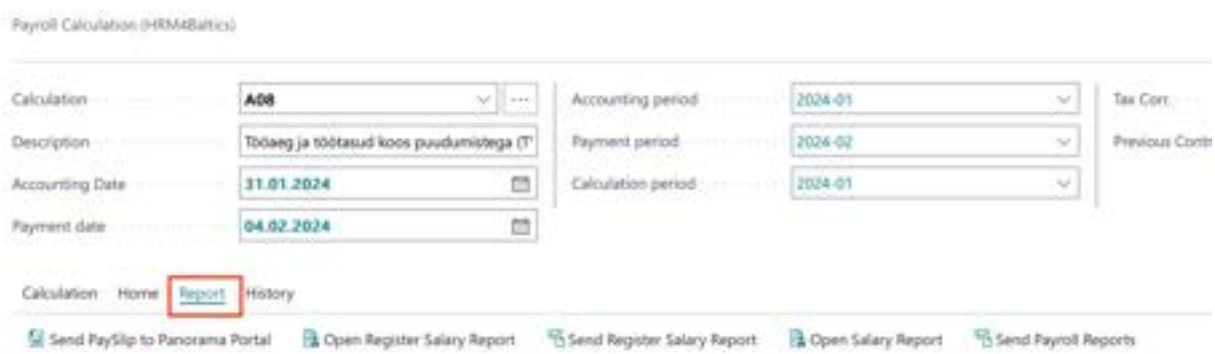 Payroll Calculation (HRM4Baltics)
Calculation A08 Accounting period 2024-01 Tax Corr.
Description Tööaeg ja töötasud koos puudumistega (T Payment period 2024-02 Previous Contr
Accounting Date 31.01.2024 Calculation period 2024-01
Payment date 04.02.2024
Calculation Home Report History
Send PaySlip to Panorama Portal Open Register Salary Report Send Register Salary Report Open Salary Report Send Payroll Reports